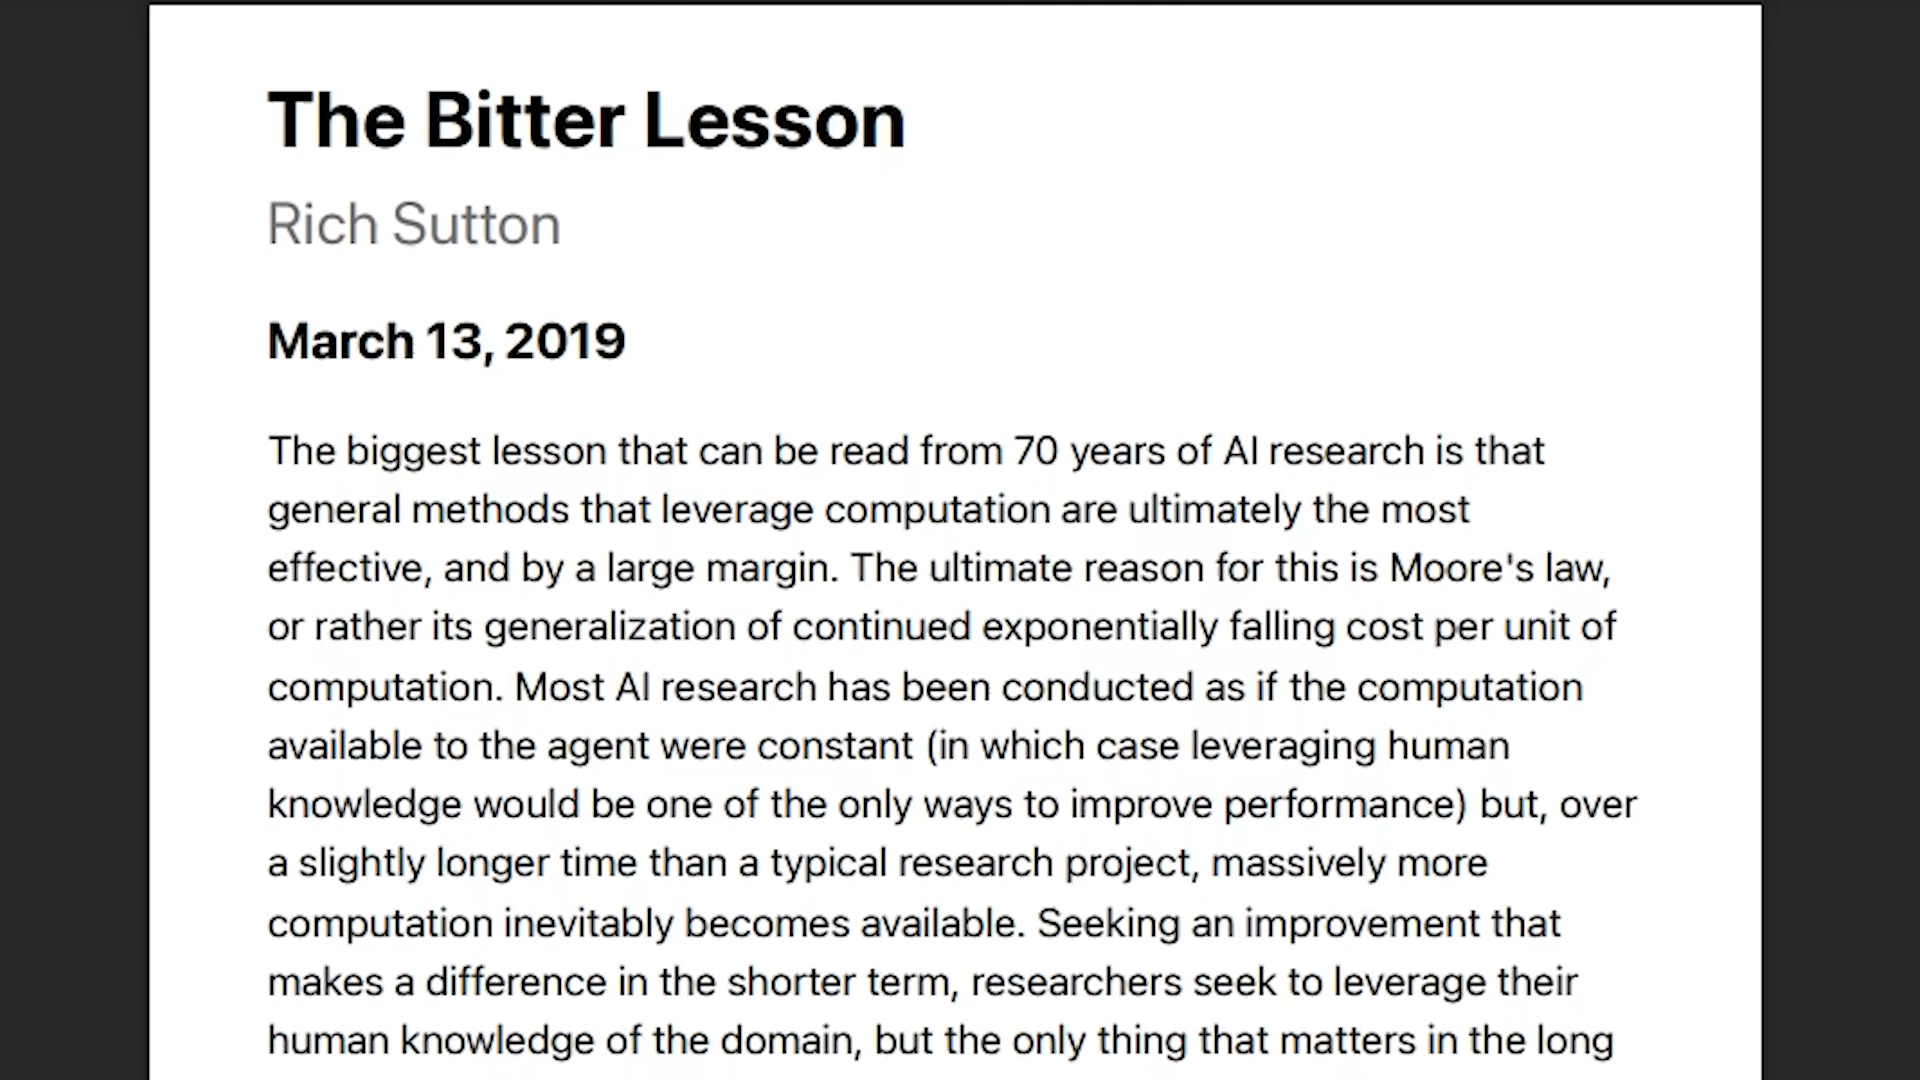 The Bitter Lesson
Rich Sutton
March 13, 2019
The biggest lesson that can be read from 70 years of AI research is that
general methods that leverage computation are ultimately the most
effective, and by a large margin. The ultimate reason for this is Moore's law,
or rather its generalization of continued exponentially falling cost per unit of
computation. Most AI research has been conducted as if the computation
available to the agent were constant (in which case leveraging human
knowledge would be one of the only ways to improve performance) but, over
a slightly longer time than a typical research project, massively more
computation inevitably becomes available. Seeking an improvement that
makes a difference in the shorter term, researchers seek to leverage their
human knowledge of the domain, but the only thing that matters in the long